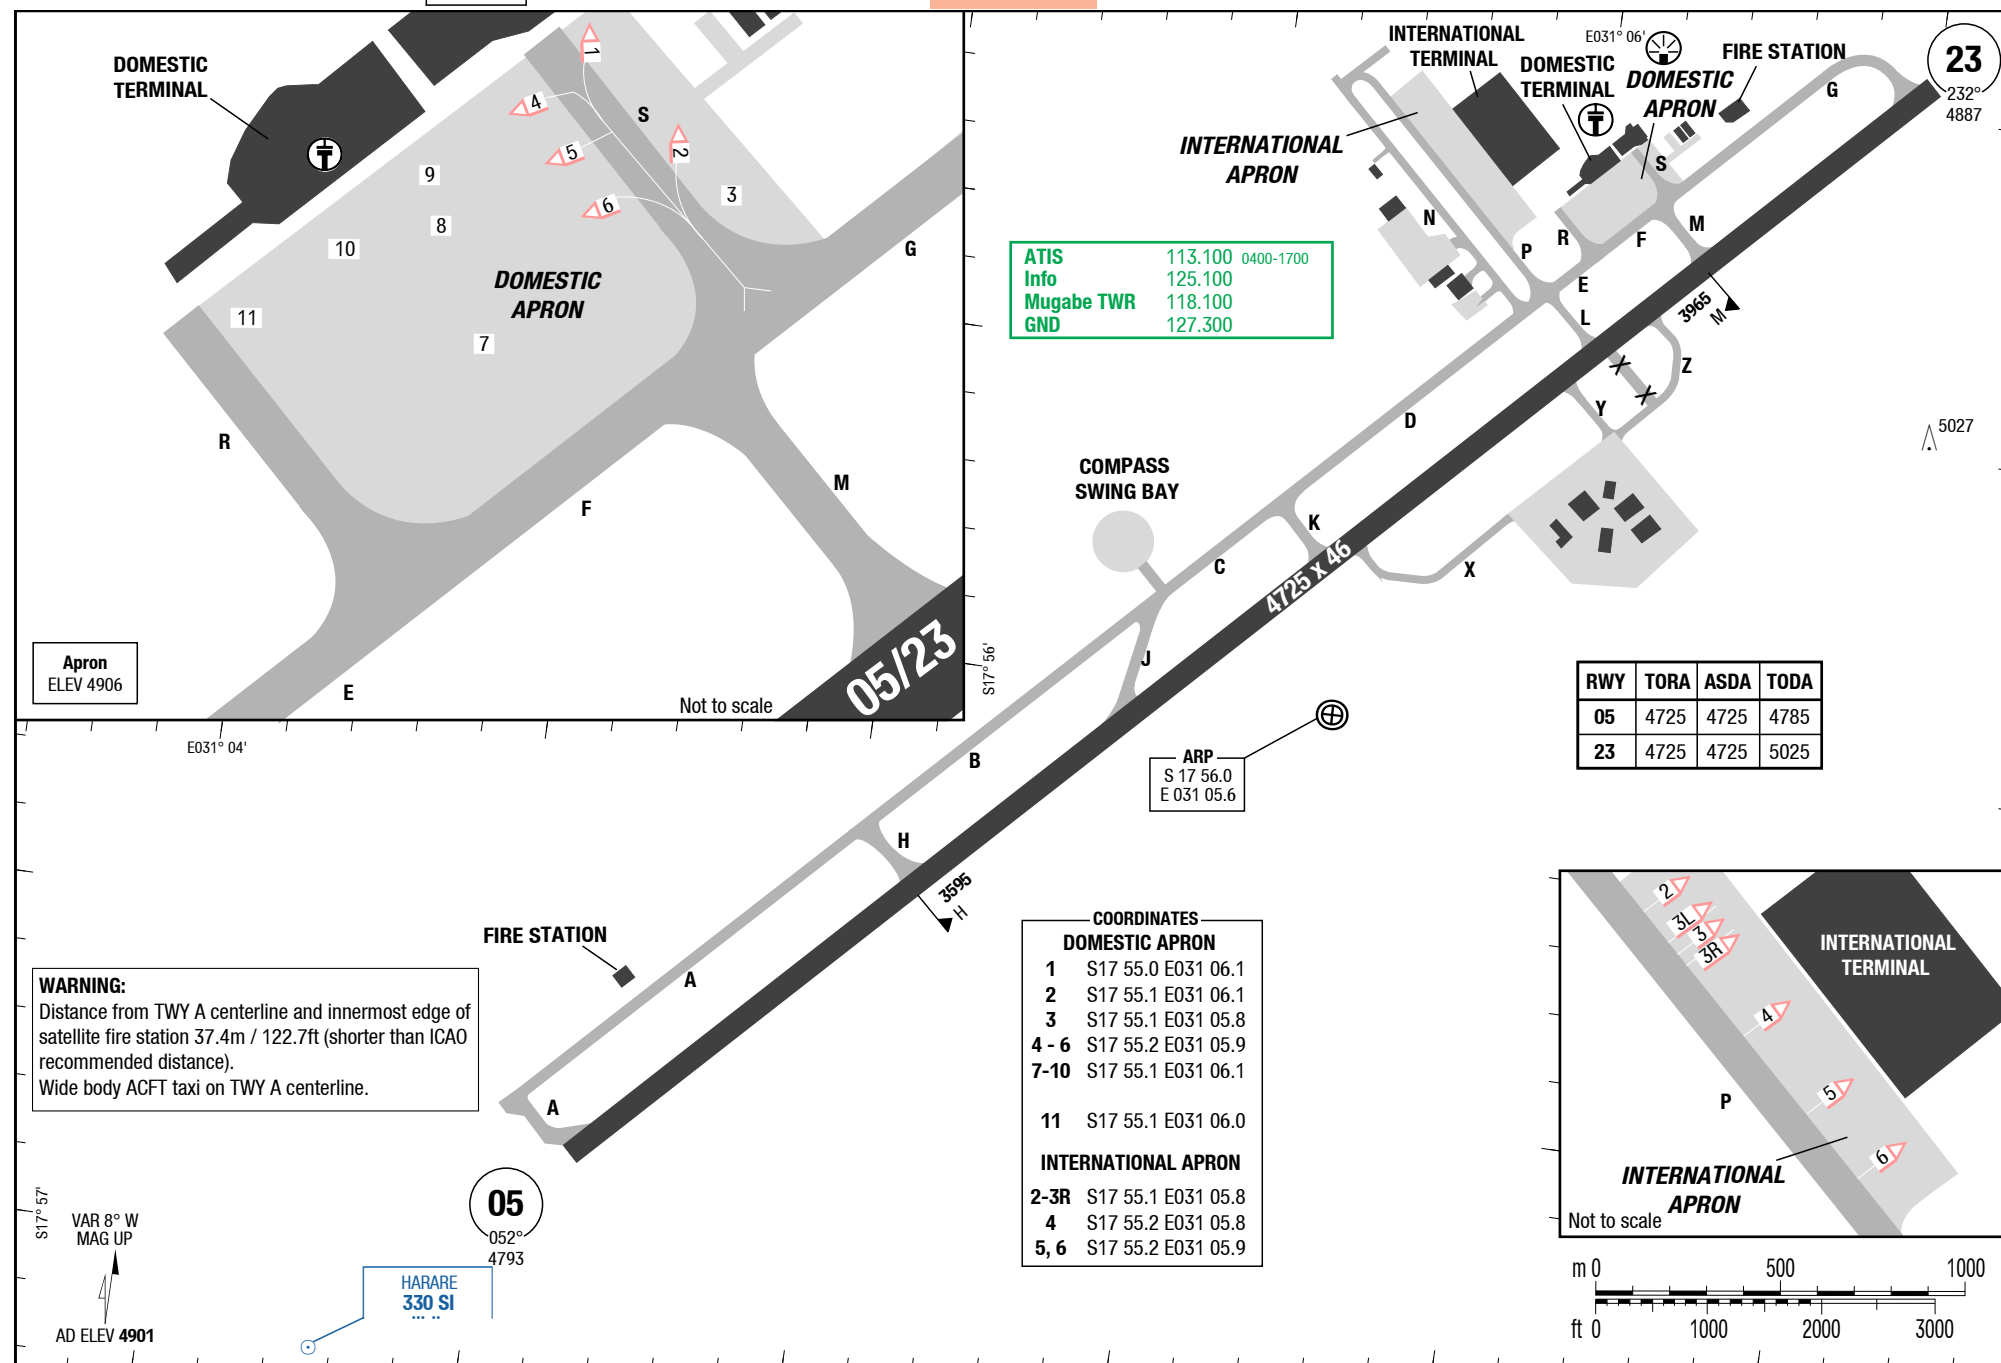 DOMESTIC
TERMINAL
1
4
S
5
2
9
3
6
8
10
G
DOMESTIC
APRON
11
7
R
M
F
Apron
ELEV 4906
E
Not to scale
05/23
INTERNATIONAL
TERMINAL
E031° 06'
DOMESTIC
TERMINAL
FIRE STATION
DOMESTIC
APRON
23
232°
4887
G
INTERNATIONAL
APRON
S
N
P
R
F
M
E
L
ATIS 113.100 0400-1700
Info 125.100
Mugabe TWR 118.100
GND 127.300
3965
M
X
X
Z
Y
D
5027
COMPASS
SWING BAY
K
C
X
4725 x 46
J
S17° 56'
RWY TORA ASDA TODA
05 4725 4725 4785
23 4725 4725 5025
E031° 04'
B
ARP
S 17 56.0
E 031 05.6
H
3595
H
FIRE STATION
A
WARNING:
Distance from TWY A centerline and innermost edge of
satellite fire station 37.4m / 122.7ft (shorter than ICAO
recommended distance).
Wide body ACFT taxi on TWY A centerline.
A
COORDINATES
DOMESTIC APRON
1 S17 55.0 E031 06.1
2 S17 55.1 E031 06.1
3 S17 55.1 E031 05.8
4 - 6 S17 55.2 E031 05.9
7-10 S17 55.1 E031 06.1
11 S17 55.1 E031 06.0
INTERNATIONAL APRON
2-3R S17 55.1 E031 05.8
4 S17 55.2 E031 05.8
5, 6 S17 55.2 E031 05.9
2
3L
3
3R
INTERNATIONAL
TERMINAL
4
5
P
6
INTERNATIONAL
APRON
Not to scale
S17° 57'
VAR 8° W
MAG UP
AD ELEV 4901
05
052°
4793
HARARE
330 SI
m 0 500 1000
ft 0 1000 2000 3000